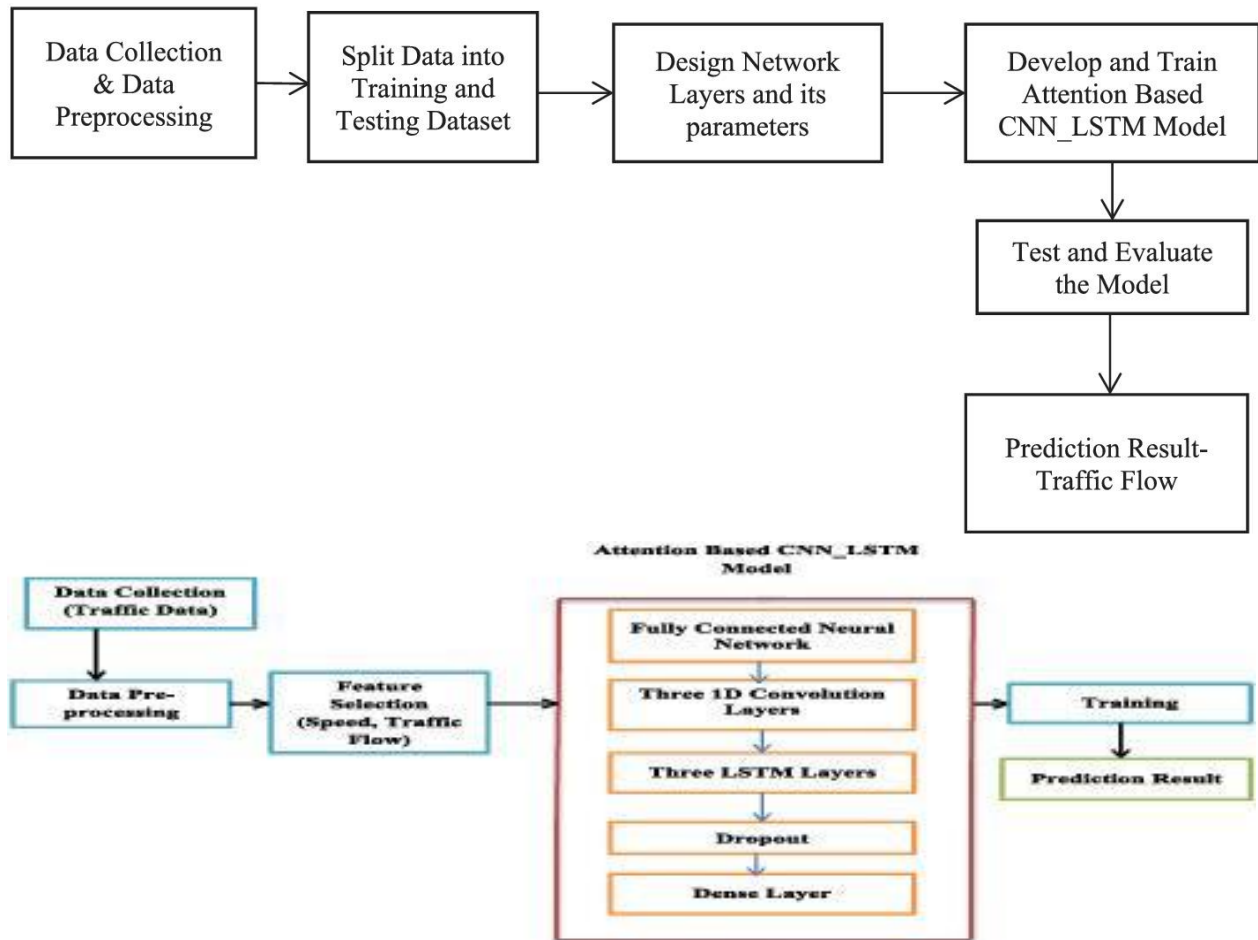 Data Collection
& Data
Preprocessing
Split Data into
Training and
Testing Dataset
Design Network
Layers and its
parameters
Develop and Train
Attention Based
CNN_LSTM Model
Test and Evaluate
the Model
Prediction Result-
Traffic Flow
Attention Based CNN_LSTM
Model
Data Collection
(Traffic Data)
Data Pre-
processing
Feature
Selection
(Speed, Traffic
Flow)
Fully Connected Neural
Network
Three 1D Convolution
Layers
Three LSTM Layers
Dropout
Dense Layer
Training
Prediction Result